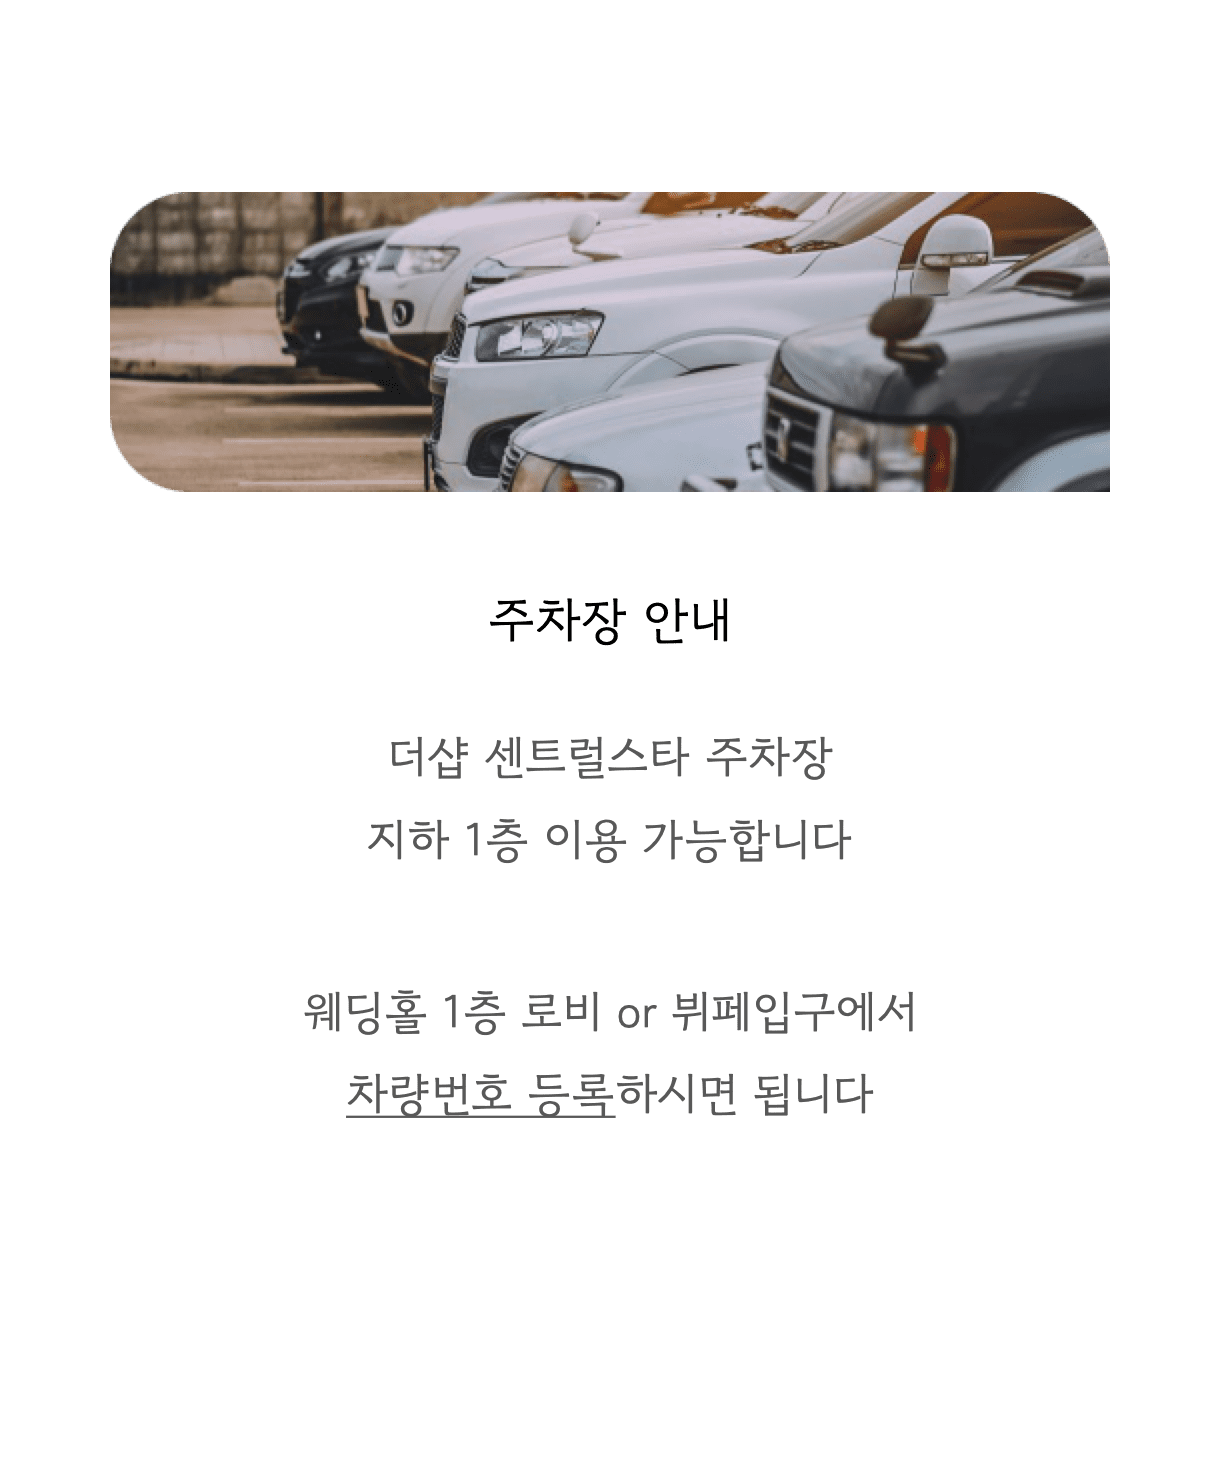 주차장 안내
더샵 센트럴스타 주차장
지하 1층 이용 가능합니다
웨딩홀 1층 로비 or 뷔페입구에서
차량번호 등록하시면 됩니다